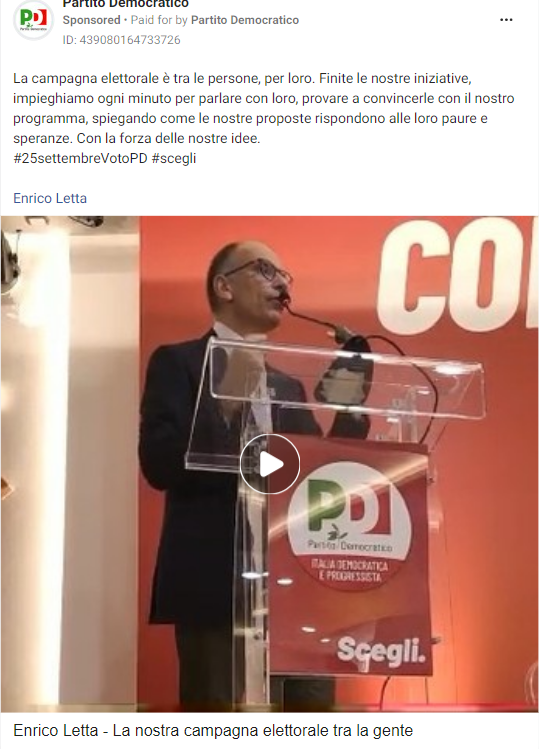 Partito Democratico
Sponsored • Paid for by Partito Democratico
ID: 439080164733726
La campagna elettorale è tra le persone, per loro. Finite le nostre iniziative,
impieghiamo ogni minuto per parlare con loro, provare a convincerle con il nostro
programma, spiegando come le nostre proposte rispondono alle loro paure e
speranze. Con la forza delle nostre idee.
#25settembreVotoPD #scegli
Enrico Letta
CO
PD
Partito Democratico
ITALIA DEMOCRATICA
E PROGRESSISTA
Scegli.
Enrico Letta - La nostra campagna elettorale tra la gente